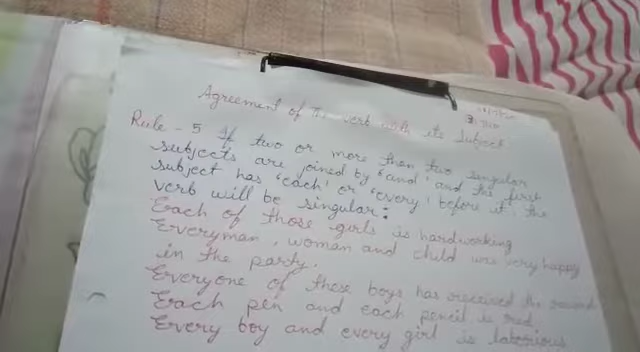 Agreement of The verb with its Subject
Rule - 5 If two or more then two singular
subjects are joined by 'and' and the first
subject has 'each' or 'every' before it. The
verb will be singular:
Each of those girls is hardworking
Everyman, woman and child was very happy
in the party.
Everyone of these boys has received the
Each pen and each pencil is red.
Every boy and every girl is laborious